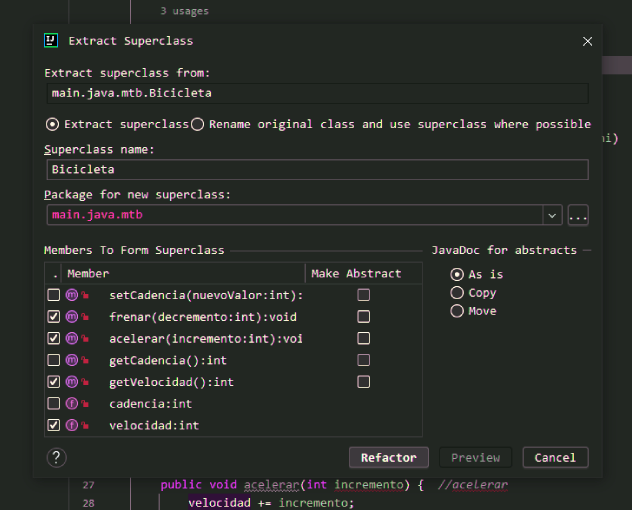 3 usages
Extract Superclass
Extract superclass from:
main.java.mtb.Bicicleta
Extract superclass Rename original class and use superclass where possible
ni)
Superclass name:
Bicicleta
Package for new superclass:
main.java.mtb
...
Members To Form Superclass JavaDoc for abstracts
. Member Make Abstract
As is
setCadencia(nuevoValor:int):
Copy
frenar(decremento:int):void
Move
acelerar(incremento:int):voi
getCadencia():int
getVelocidad():int
cadencia:int
velocidad:int
? Refactor Preview Cancel
27 public void acelerar(int incremento) { //acelerar
28 velocidad += incremento;